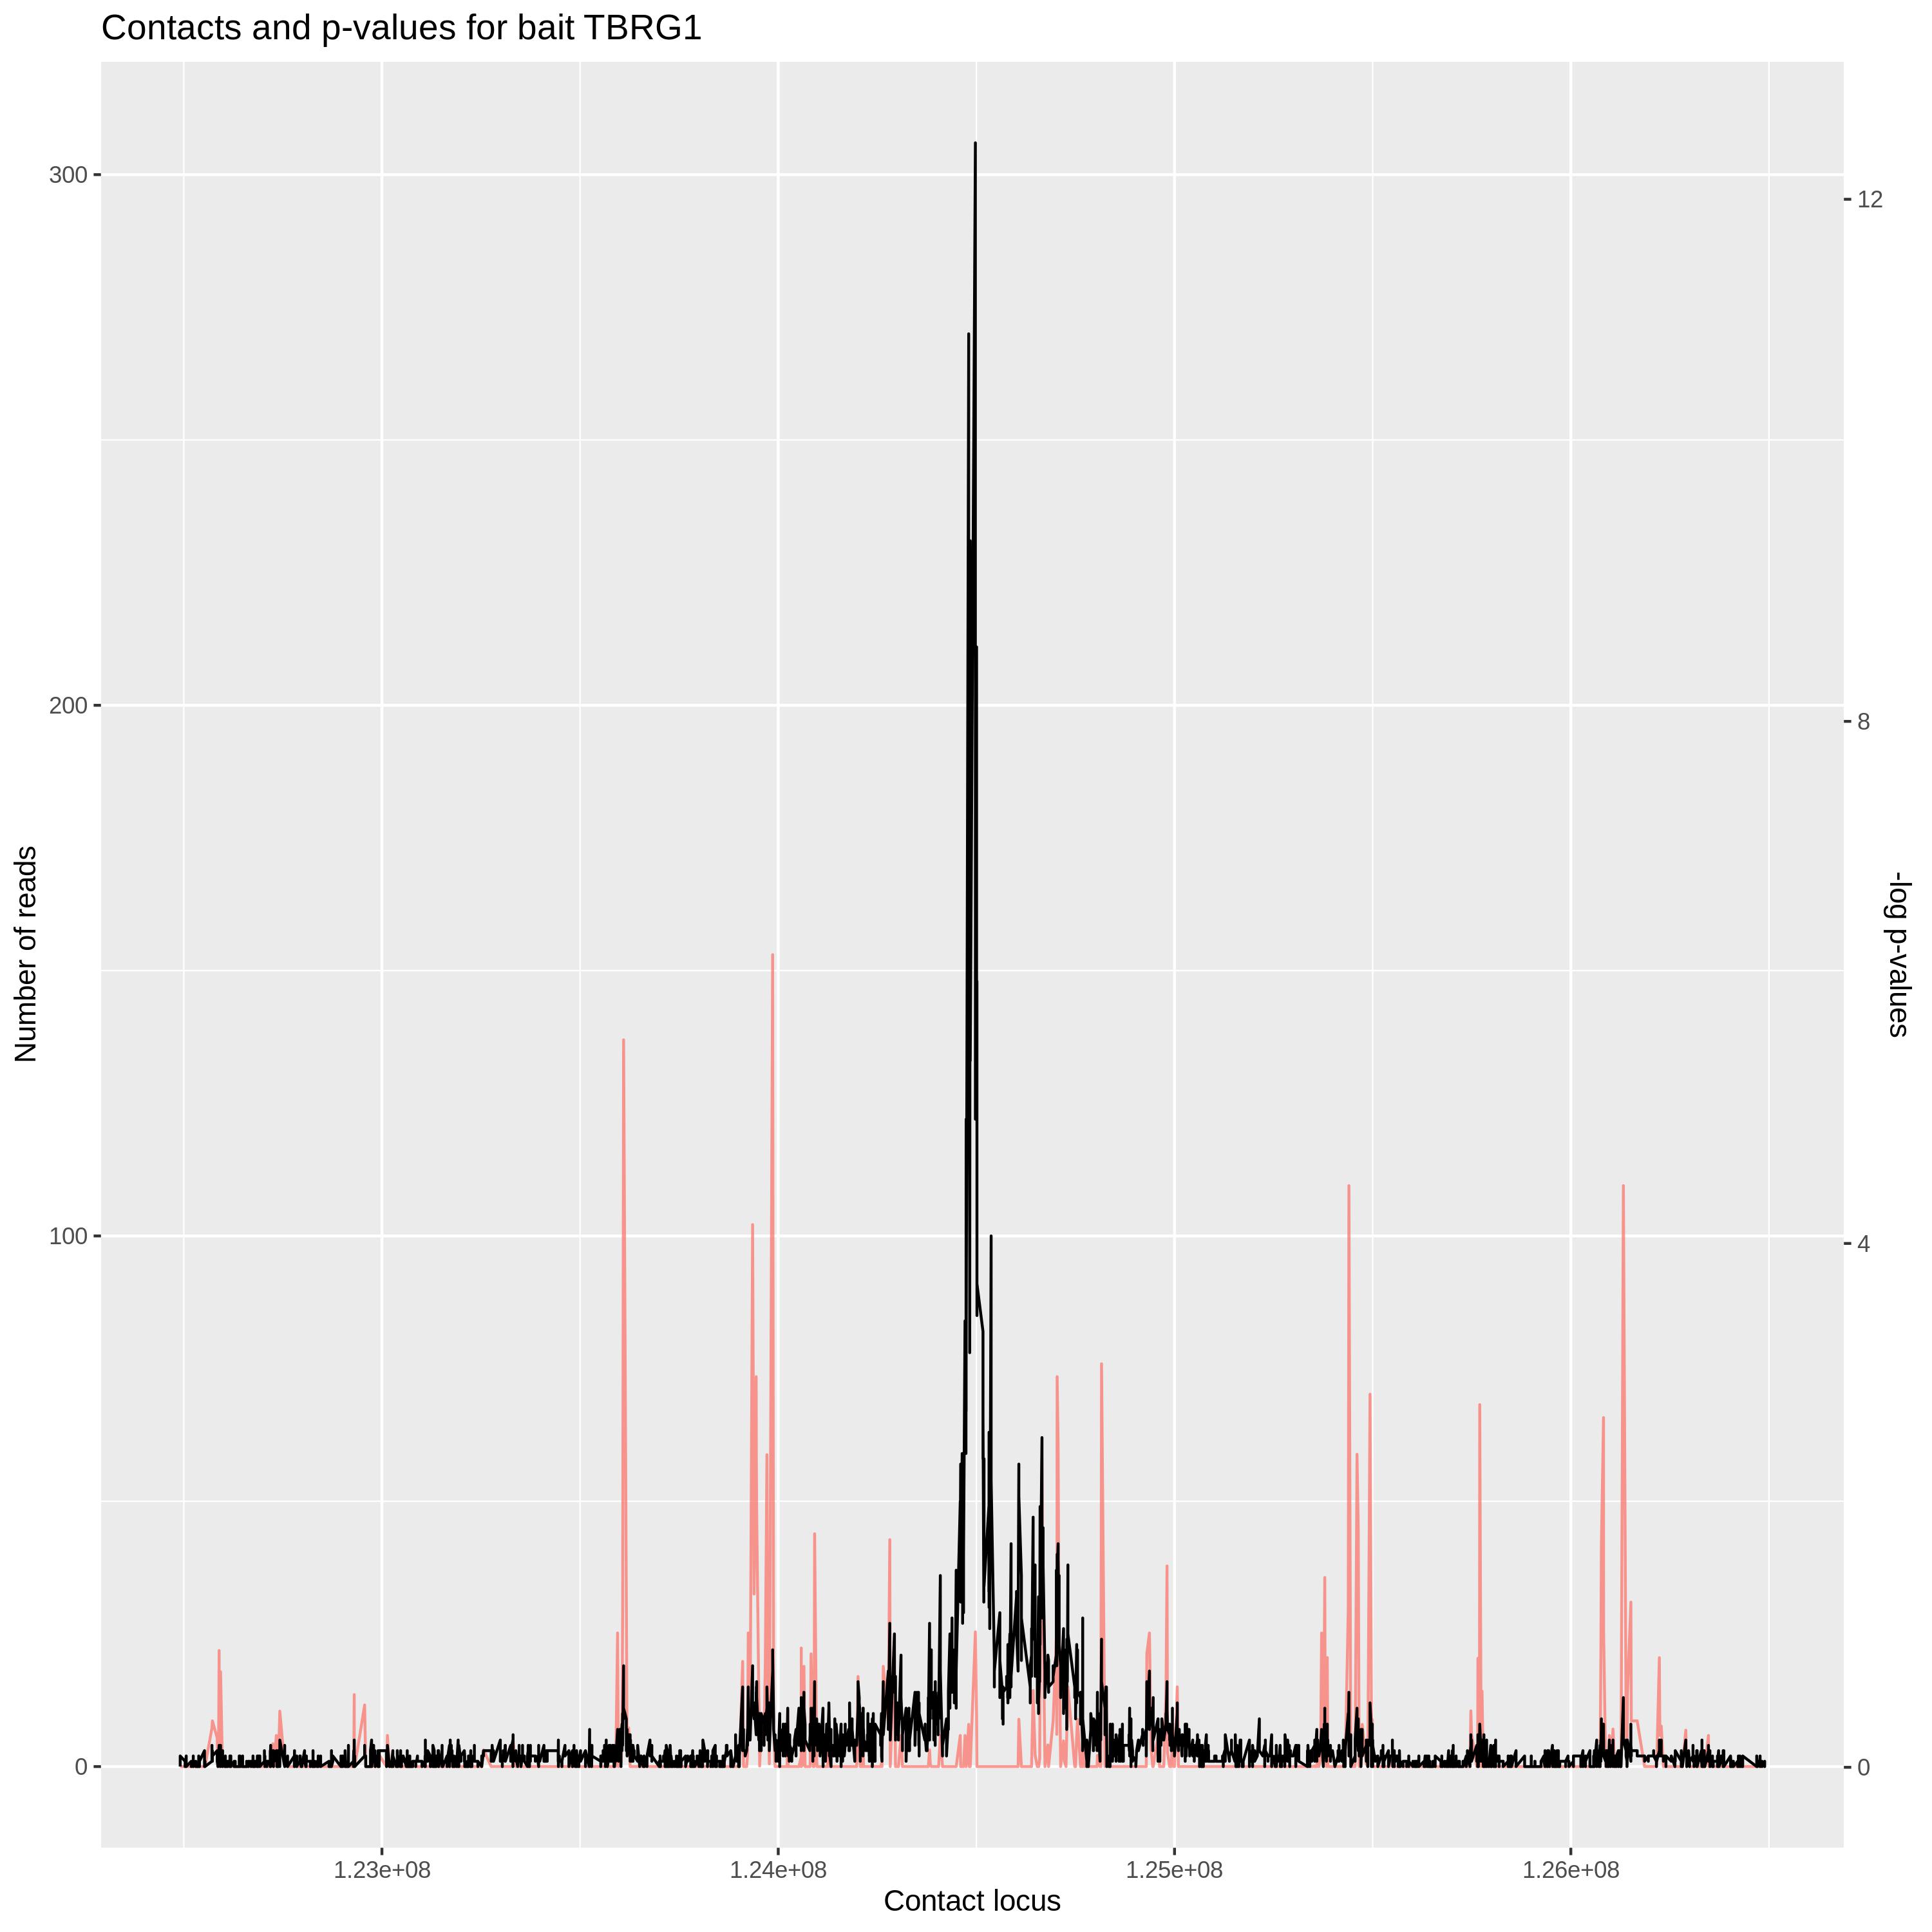 Contacts and p-values for bait TBRG1
300
200
100
0
Number of reads
12
8
4
0
-log p-values
1.23e+08
1.24e+08
1.25e+08
1.26e+08
Contact locus